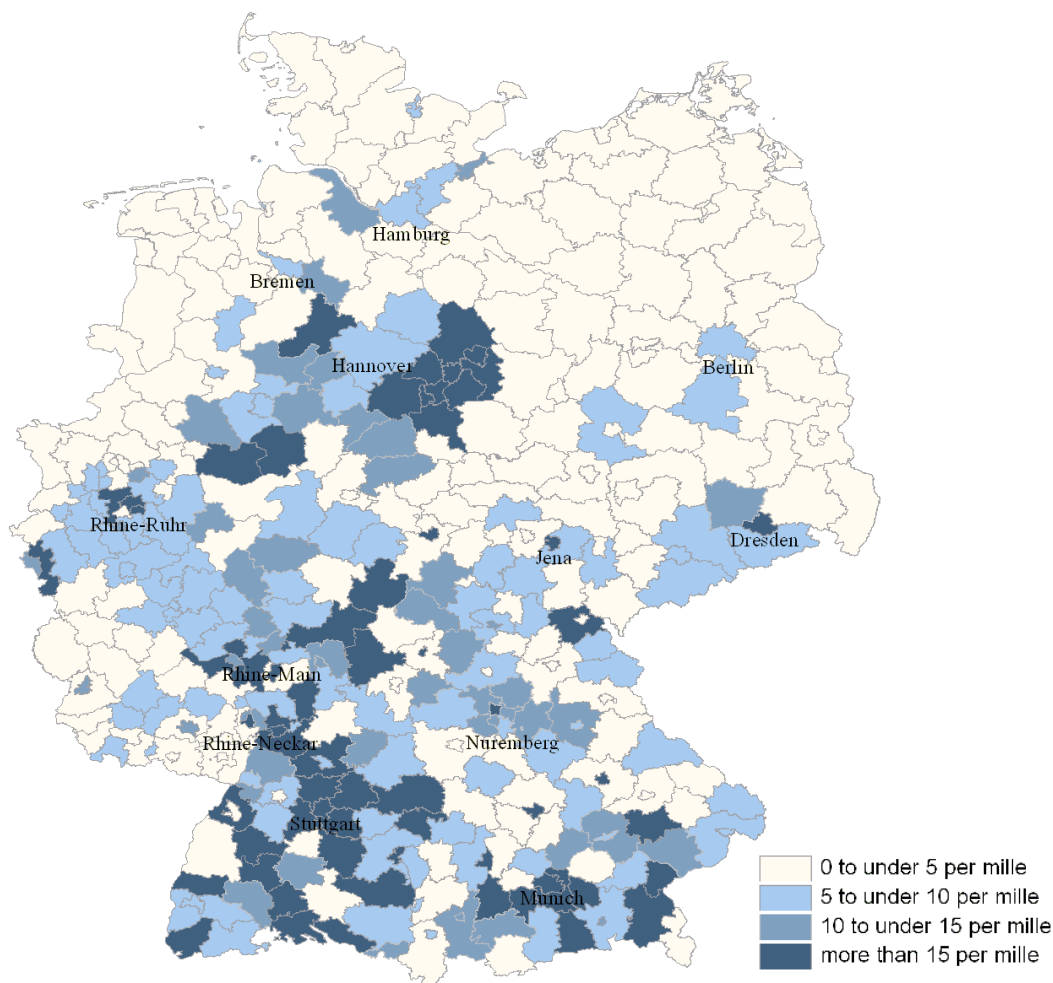 Hamburg
Bremen
Hannover
Berlin
Rhine-Ruhr
Dresden
Jena
Rhine-Main
Rhine-Neckar
Nuremberg
Stuttgart
Munich
0 to under 5 per mille
5 to under 10 per mille
10 to under 15 per mille
more than 15 per mille